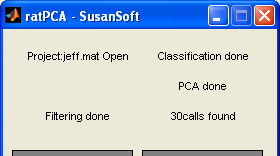 ratPCA - SusanSoft
Project:jeff.mat Open
Classification done
PCA done
Filtering done
30calls found